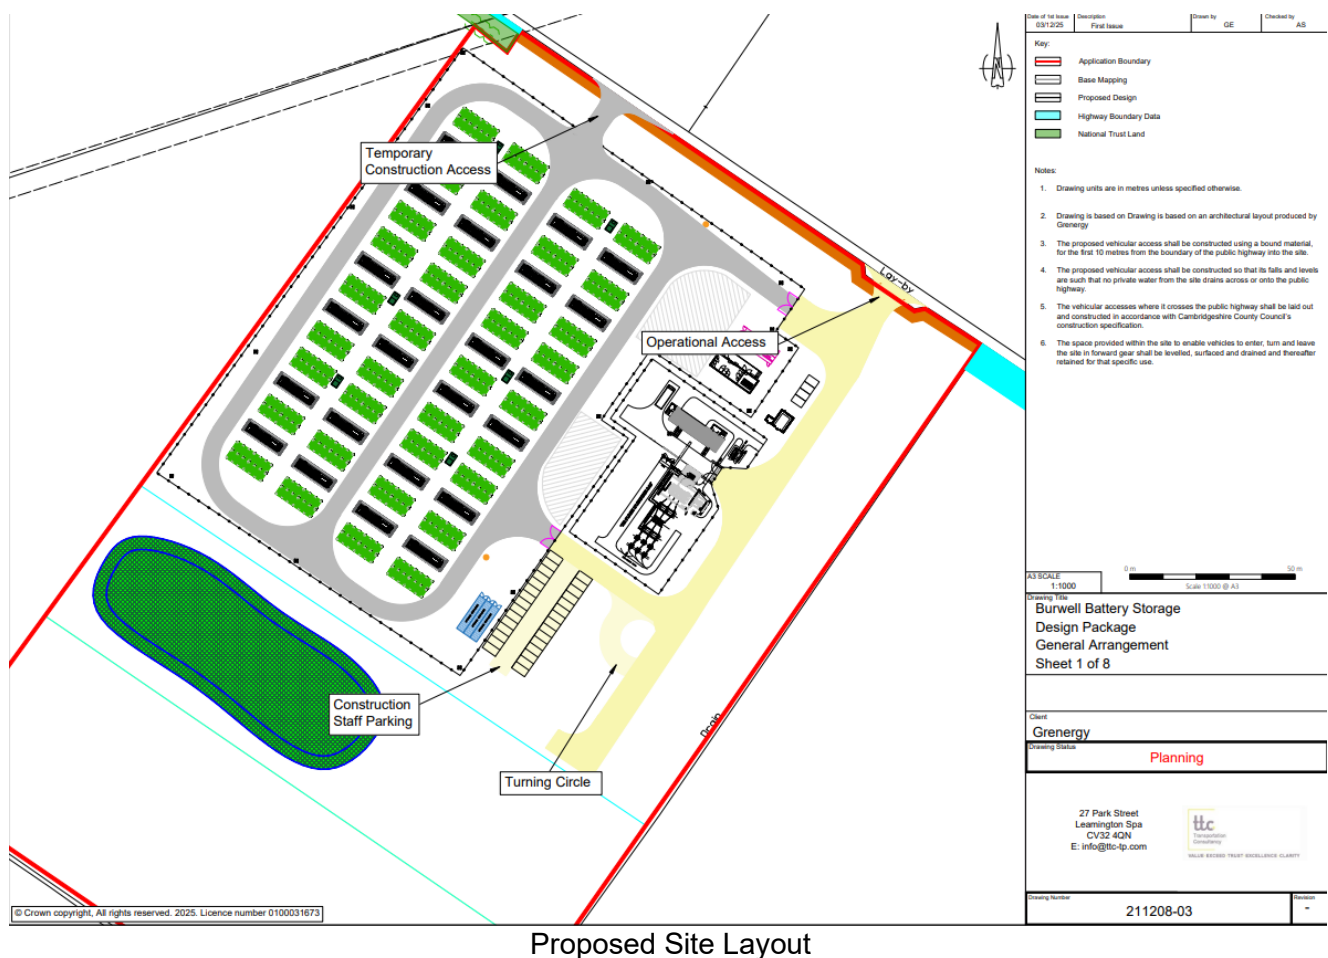 Date of 1st Issue
Description
Drawn by
Checked by
03/12/25
First Issue
GE
AS
Key:
Application Boundary
Base Mapping
Proposed Design
Highway Boundary Data
National Trust Land
Notes:
1. Drawing units are in metres unless specified otherwise.
2. Drawing is based on Drawing is based on an architectural layout produced by
Grenergy
3. The proposed vehicular access shall be constructed using a bound material,
for the first 10 metres from the boundary of the public highway into the site.
4. The proposed vehicular access shall be constructed so that its falls and levels
are such that no private water from the site drains across or onto the public
highway.
5. The vehicular accesses where it crosses the public highway shall be laid out
and constructed in accordance with Cambridgeshire County Council's
construction specification.
6. The space provided within the site to enable vehicles to enter, turn and leave
the site in forward gear shall be levelled, surfaced and drained and thereafter
retained for that specific use.
N
Temporary
Construction Access
Lay-by
Operational Access
Construction
Staff Parking
Turning Circle
Drain
A3 SCALE
1:1000
0 m
50 m
Scale 1:1000 @ A3
Drawing Title
Burwell Battery Storage
Design Package
General Arrangement
Sheet 1 of 8
Client
Grenergy
Drawing Status
Planning
27 Park Street
Leamington Spa
CV32 4QN
E: info@ttc-tp.com
ttc
Transportation
Consultancy
VALUE EXCEED TRUST EXCELLENCE CLARITY
Drawing Number
211208-03
Revision
-
© Crown copyright, All rights reserved. 2025. Licence number 0100031673
Proposed Site Layout